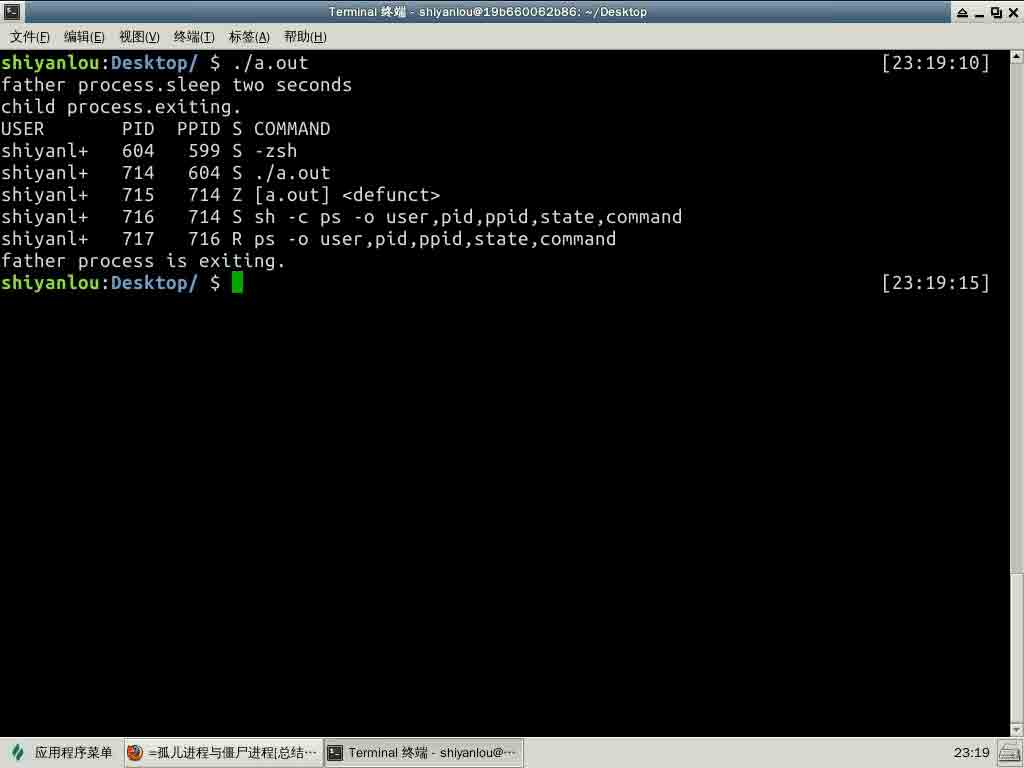 Terminal 终端 - shiyanlou@19b660062b86: ~/Desktop
文件(F) 编辑(E) 视图(V) 终端(T) 标签(A) 帮助(H)
shiyanlou:Desktop/ $ ./a.out [23:19:10]
father process.sleep two seconds
child process.exiting.
USER PID PPID S COMMAND
shiyanl+ 604 599 S -zsh
shiyanl+ 714 604 S ./a.out
shiyanl+ 715 714 Z [a.out] <defunct>
shiyanl+ 716 714 S sh -c ps -o user,pid,ppid,state,command
shiyanl+ 717 716 R ps -o user,pid,ppid,state,command
father process is exiting.
shiyanlou:Desktop/ $ [23:19:15]
应用程序菜单 =孤儿进程与僵尸进程[总结… Terminal 终端 - shiyanlou@… 23:19